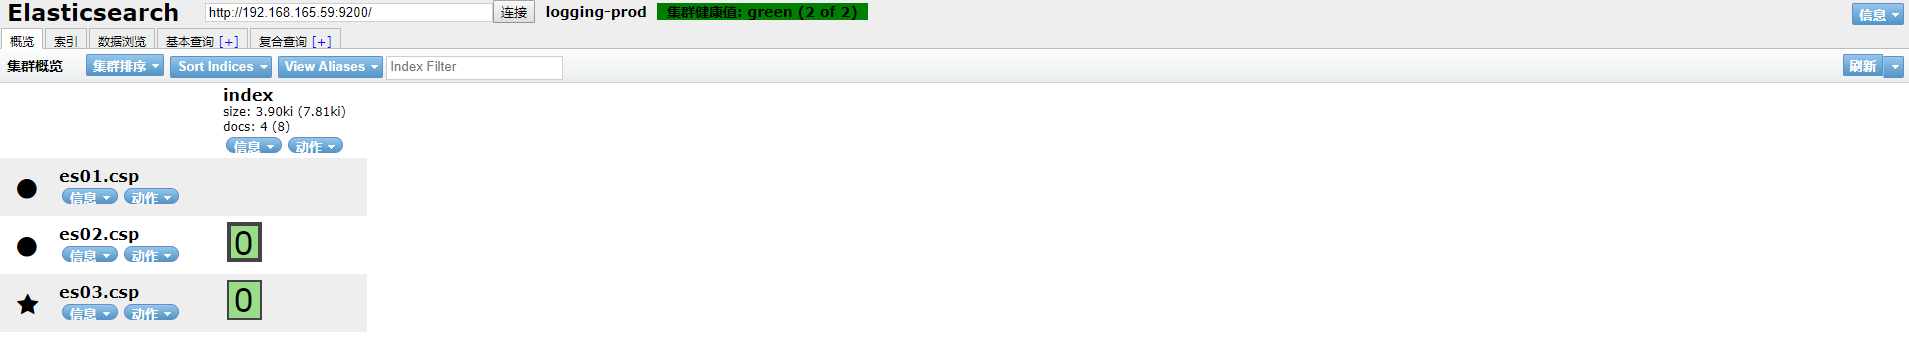 Elasticsearch http://192.168.165.59:9200/ 连接 logging-prod 集群健康值: green (2 of 2) 信息
概览 索引 数据浏览 基本查询 [+] 复合查询 [+]
集群概览 集群排序 Sort Indices View Aliases Index Filter 刷新
index
size: 3.90ki (7.81ki)
docs: 4 (8)
信息 动作
es01.csp
信息 动作
es02.csp
信息 动作
0
es03.csp
信息 动作
0